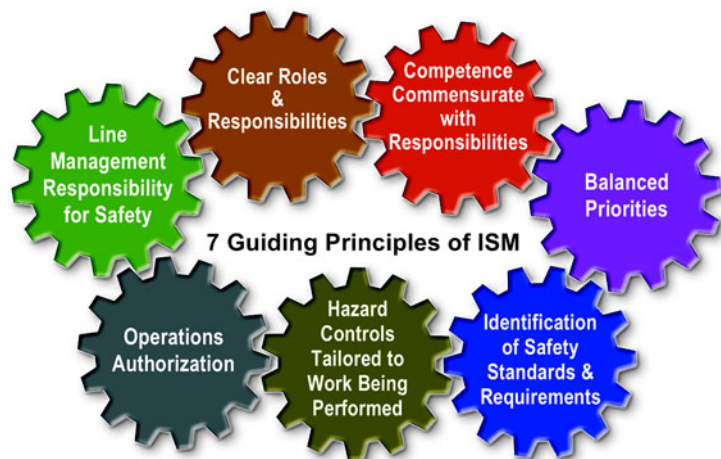 Clear Roles
&
Responsibilities
Competence
Commensurate
with
Responsibilities
Line
Management
Responsibility
for Safety
Balanced
Priorities
7 Guiding Principles of ISM
Operations
Authorization
Hazard
Controls
Tailored to
Work Being
Performed
Identification
of Safety
Standards &
Requirements